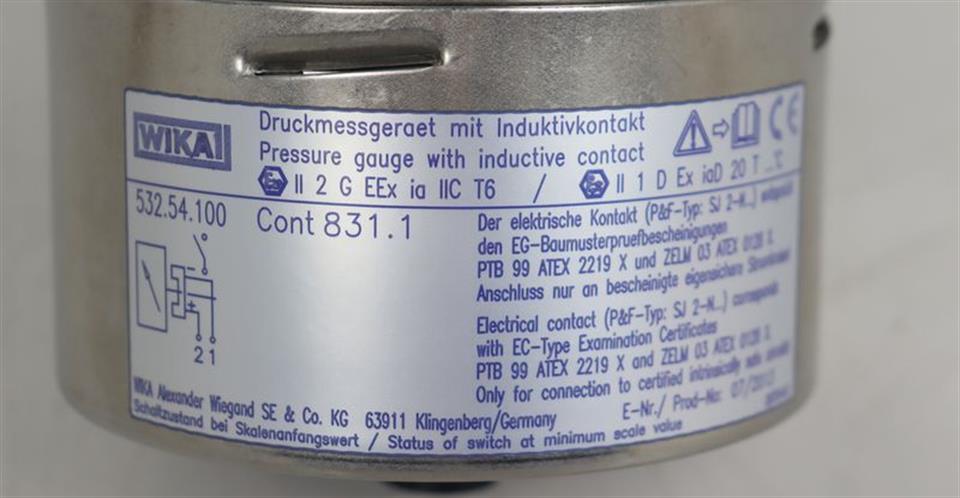 WIKA
Druckmessgeraet mit Induktivkontakt
Pressure gauge with inductive contact
CE
II 2 G EEx ia IIC T6 / II 1 D Ex iaD 20 T ...°C
532.54.100
Cont 831.1
2 1
Der elektrische Kontakt (P&F-Typ: SJ 2-N...)
den EG-Baumusterpruefbescheinigungen
PTB 99 ATEX 2219 X und ZELM 03 ATEX 0128 X
Anschluss nur an bescheinigte eigensichere Stromkreise
Electrical contact (P&F-Typ: SJ 2-N...) corresponds
with EC-Type Examination Certificates
PTB 99 ATEX 2219 X and ZELM 03 ATEX 0128 X
Only for connection to certified intrinsically safe circuits
E-Nr./ Prod-No: 07/2012
WIKA Alexander Wiegand SE & Co. KG 63911 Klingenberg/Germany
Schaltzustand bei Skalenanfangswert / Status of switch at minimum scale value